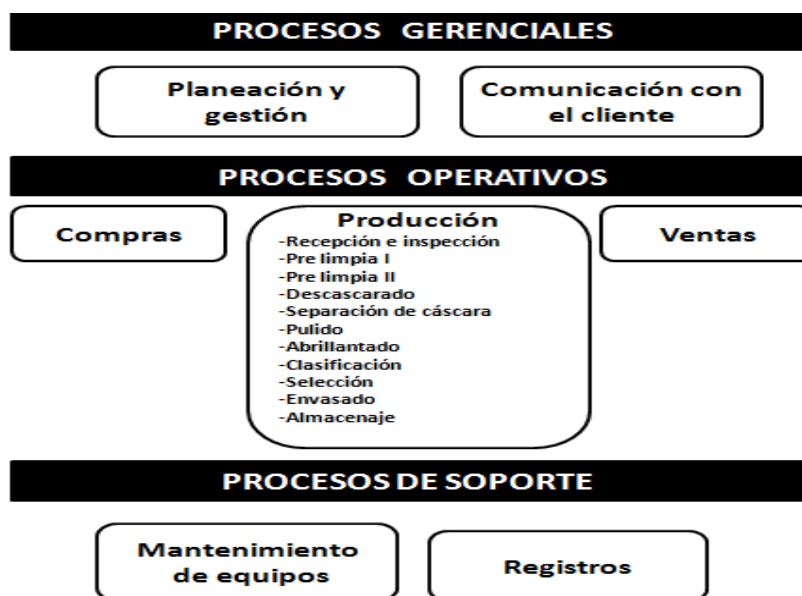 PROCESOS GERENCIALES
Planeación y
gestión
Comunicación con
el cliente
PROCESOS OPERATIVOS
Compras
Producción
-Recepción e inspección
-Pre limpia I
-Pre limpia II
-Descascarado
-Separación de cáscara
-Pulido
-Abrillantado
-Clasificación
-Selección
-Envasado
-Almacenaje
Ventas
PROCESOS DE SOPORTE
Mantenimiento
de equipos
Registros